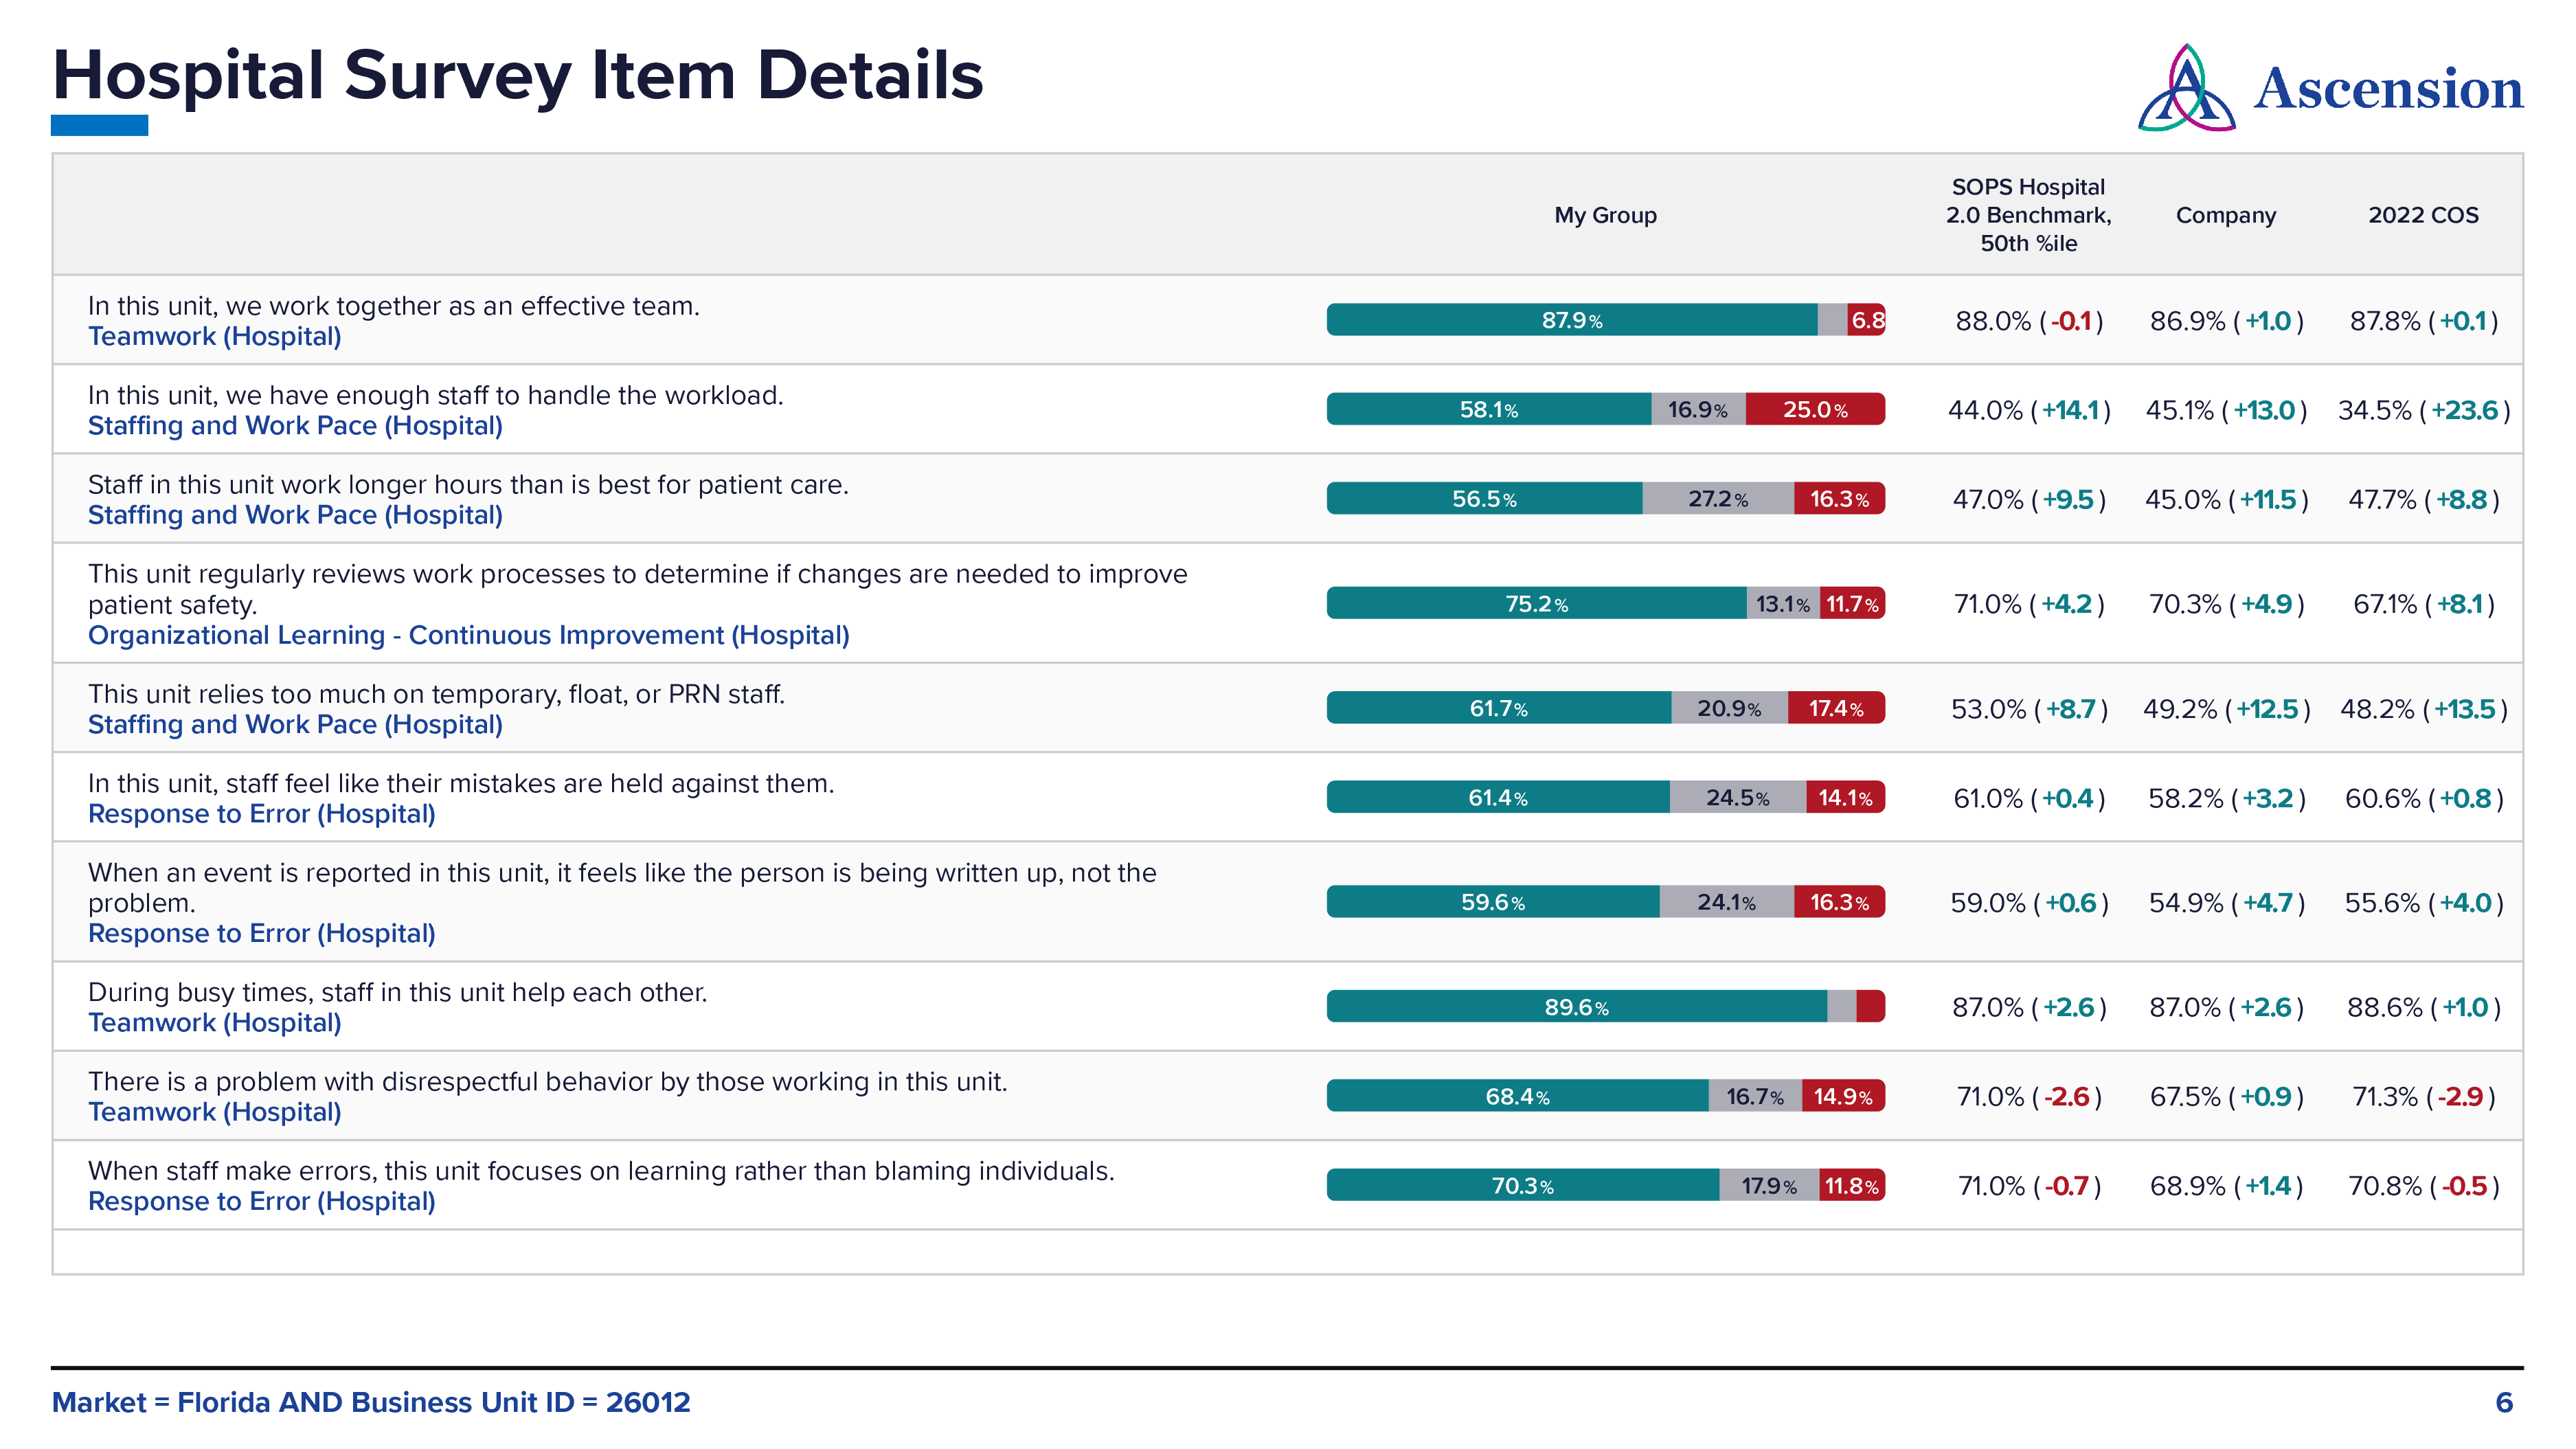 Hospital Survey Item Details
Ascension
My Group
SOPS Hospital
2.0 Benchmark,
50th %ile
Company
2022 COS
In this unit, we work together as an effective team.
Teamwork (Hospital)
87.9% 6.8 88.0% ( -0.1 ) 86.9% ( +1.0 ) 87.8% ( +0.1 )
In this unit, we have enough staff to handle the workload.
Staffing and Work Pace (Hospital)
58.1% 16.9% 25.0% 44.0% ( +14.1 ) 45.1% ( +13.0 ) 34.5% ( +23.6 )
Staff in this unit work longer hours than is best for patient care.
Staffing and Work Pace (Hospital)
56.5% 27.2% 16.3% 47.0% ( +9.5 ) 45.0% ( +11.5 ) 47.7% ( +8.8 )
This unit regularly reviews work processes to determine if changes are needed to improve
patient safety.
Organizational Learning - Continuous Improvement (Hospital)
75.2% 13.1% 11.7% 71.0% ( +4.2 ) 70.3% ( +4.9 ) 67.1% ( +8.1 )
This unit relies too much on temporary, float, or PRN staff.
Staffing and Work Pace (Hospital)
61.7% 20.9% 17.4% 53.0% ( +8.7 ) 49.2% ( +12.5 ) 48.2% ( +13.5 )
In this unit, staff feel like their mistakes are held against them.
Response to Error (Hospital)
61.4% 24.5% 14.1% 61.0% ( +0.4 ) 58.2% ( +3.2 ) 60.6% ( +0.8 )
When an event is reported in this unit, it feels like the person is being written up, not the
problem.
Response to Error (Hospital)
59.6% 24.1% 16.3% 59.0% ( +0.6 ) 54.9% ( +4.7 ) 55.6% ( +4.0 )
During busy times, staff in this unit help each other.
Teamwork (Hospital)
89.6% 87.0% ( +2.6 ) 87.0% ( +2.6 ) 88.6% ( +1.0 )
There is a problem with disrespectful behavior by those working in this unit.
Teamwork (Hospital)
68.4% 16.7% 14.9% 71.0% ( -2.6 ) 67.5% ( +0.9 ) 71.3% ( -2.9 )
When staff make errors, this unit focuses on learning rather than blaming individuals.
Response to Error (Hospital)
70.3% 17.9% 11.8% 71.0% ( -0.7 ) 68.9% ( +1.4 ) 70.8% ( -0.5 )
Market = Florida AND Business Unit ID = 26012
6